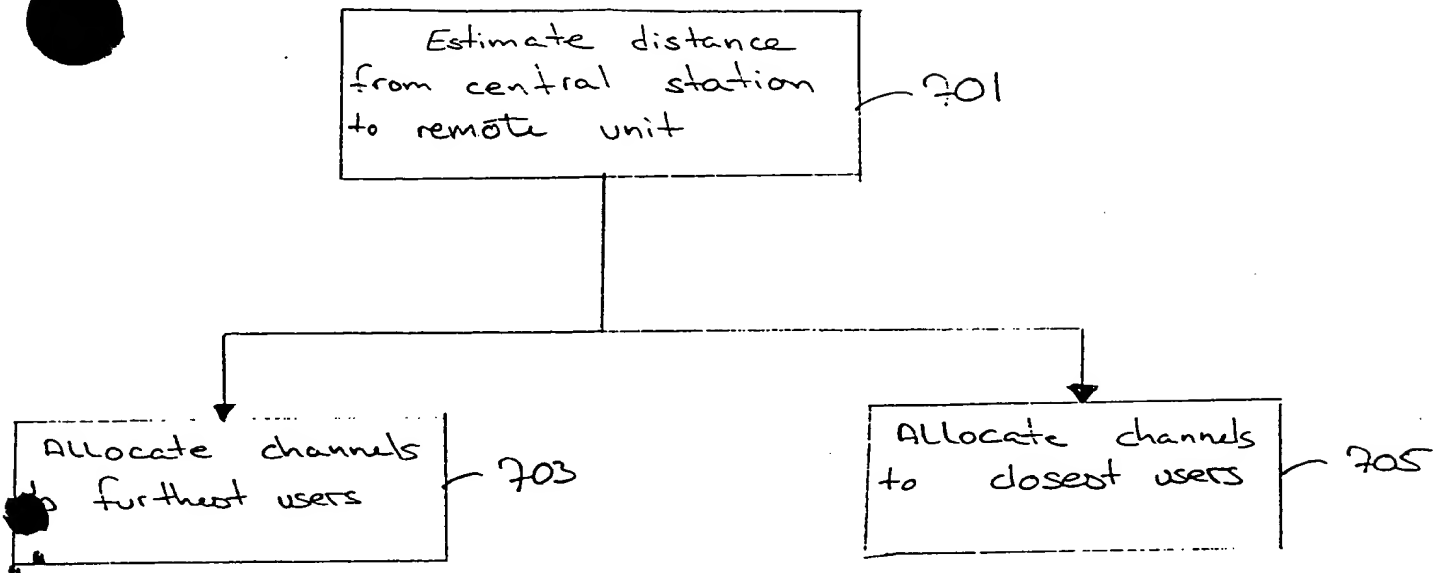 Estimate distance
from central station
to remote unit
701
Allocate channels
furthest users
703
Allocate channels
to closest users
705